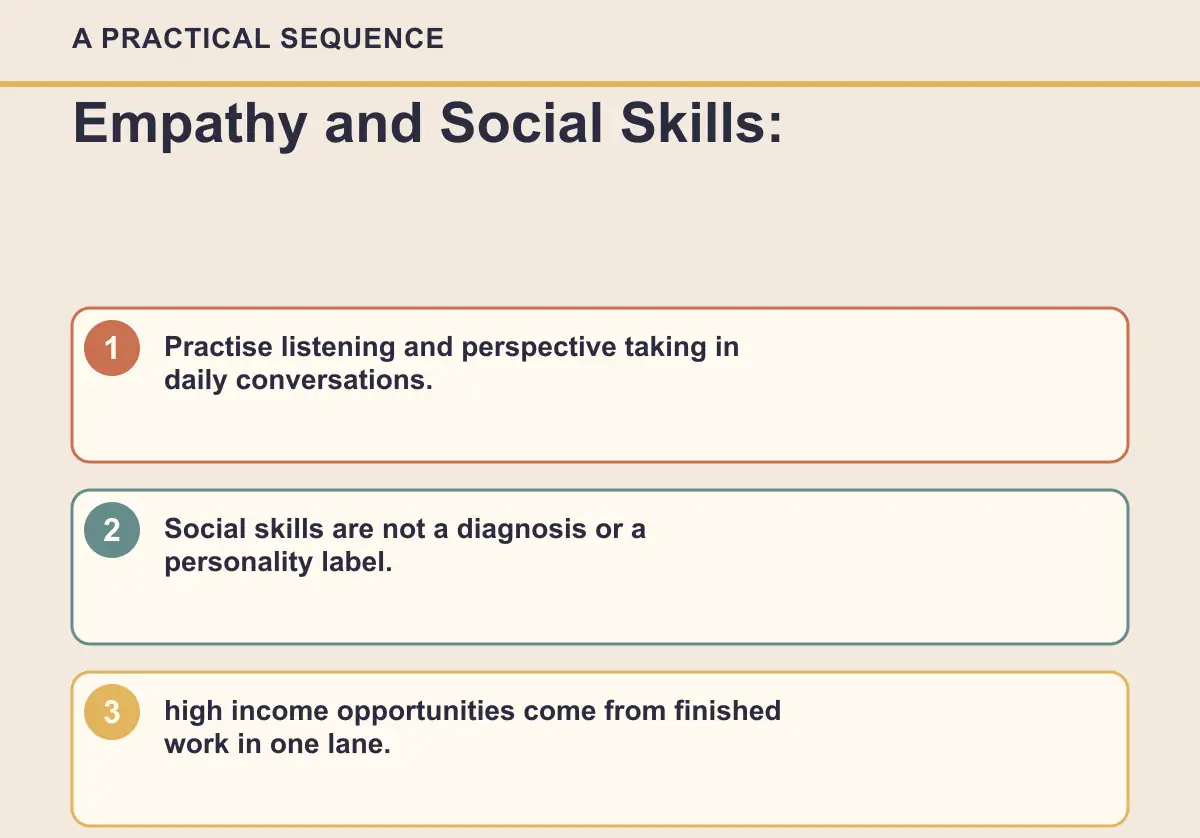 A PRACTICAL SEQUENCE
Empathy and Social Skills:
1
Practise listening and perspective taking in
daily conversations.
2
Social skills are not a diagnosis or a
personality label.
3
high income opportunities come from finished
work in one lane.